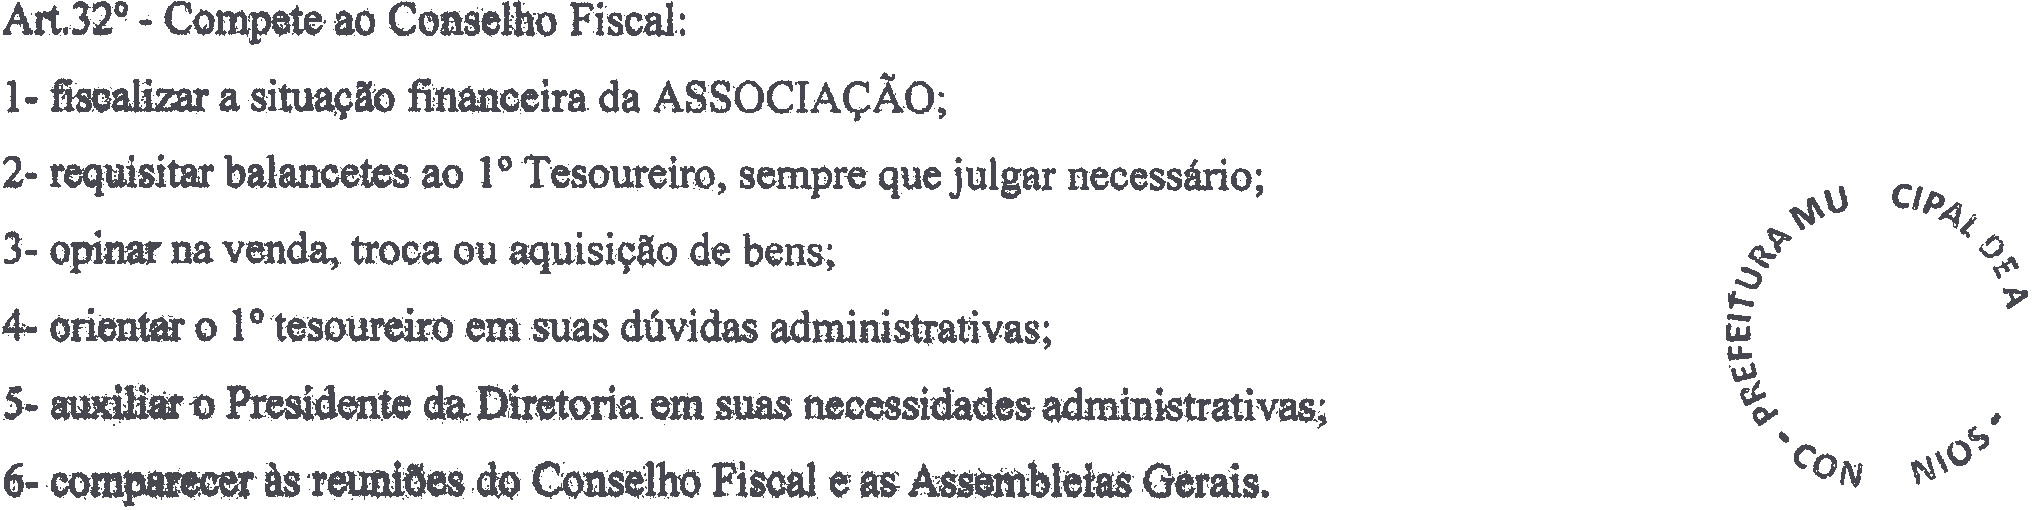 Art.32º - Compete ao Conselho Fiscal:
1- fiscalizar a situação financeira da ASSOCIAÇÃO;
2- requisitar balancetes ao 1º Tesoureiro, sempre que julgar necessário;
3- opinar na venda, troca ou aquisição de bens;
4- orientar o 1º tesoureiro em suas dúvidas administrativas;
5- auxiliar o Presidente da Diretoria em suas necessidades administrativas;
6- comparecer às reuniões do Conselho Fiscal e as Assembleias Gerais.
PREFEITURA MU CIPAL DE A
• CON NIOS •